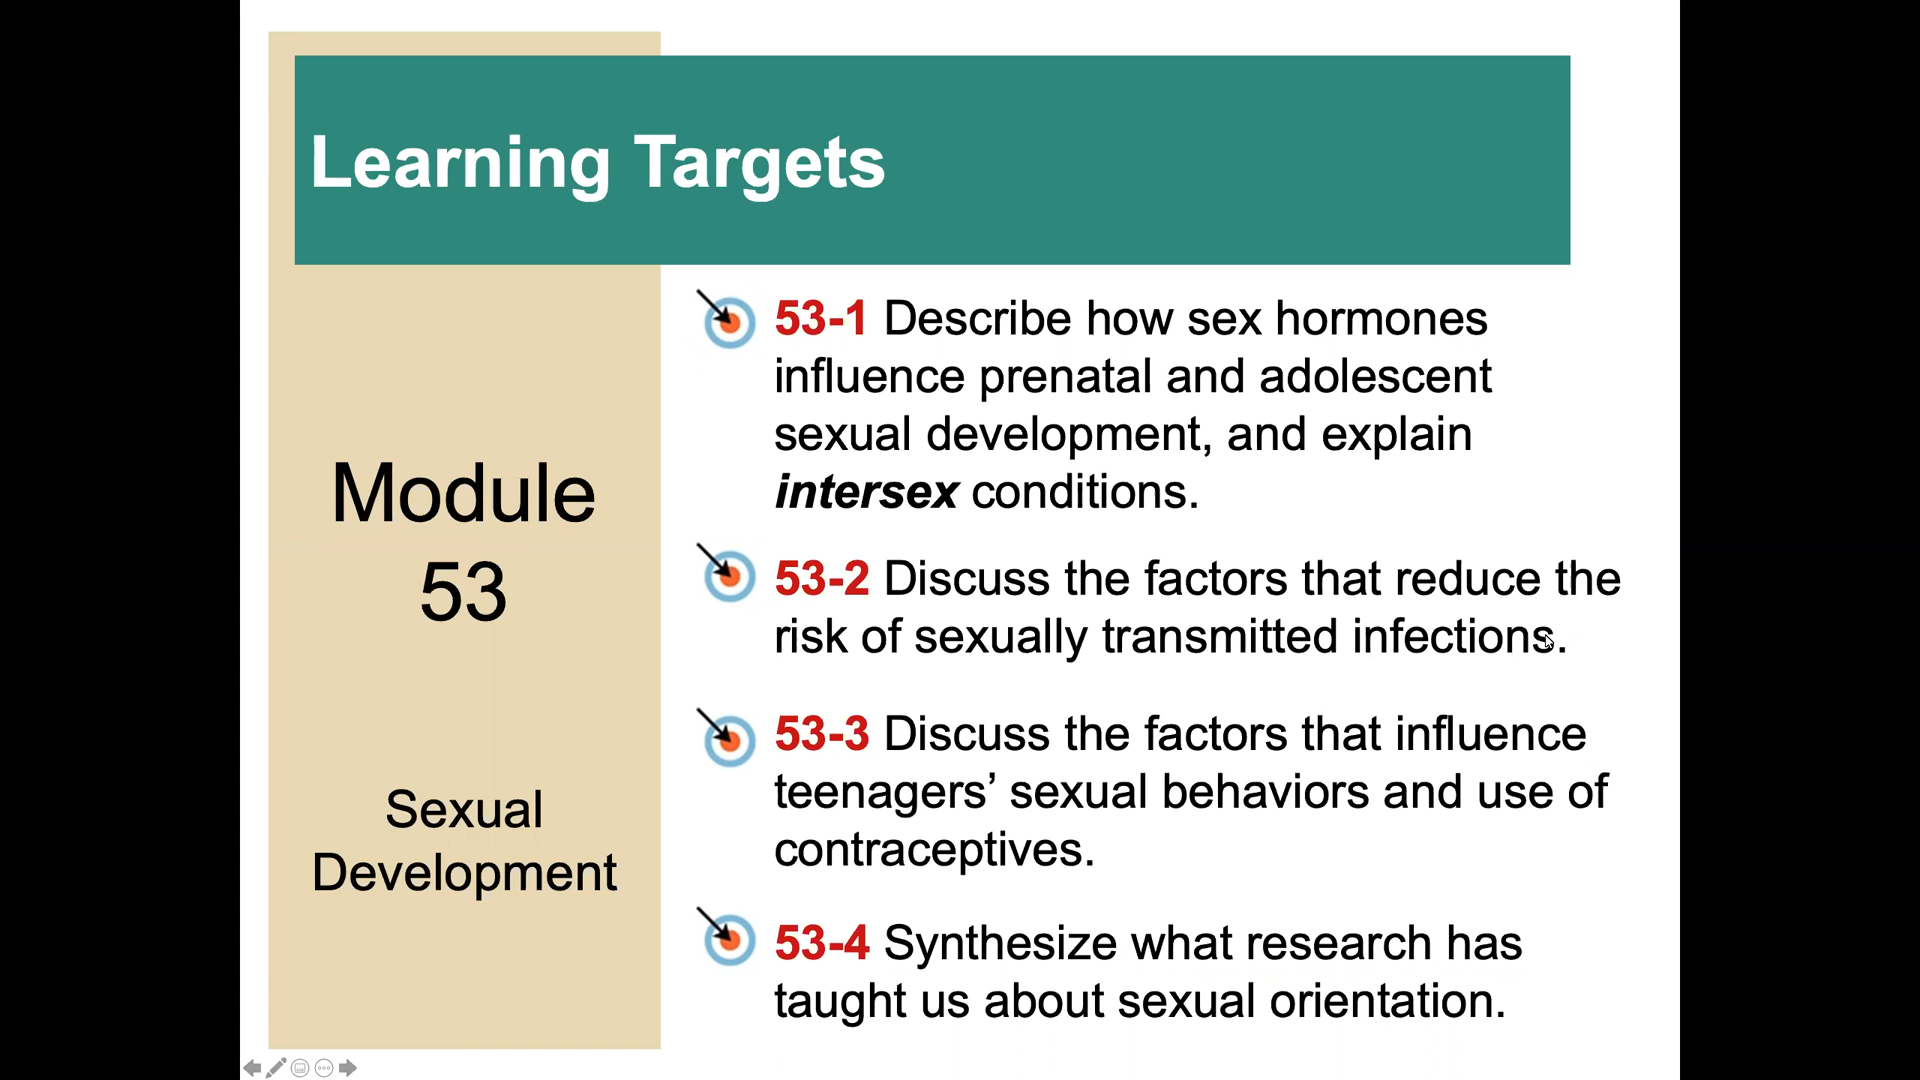 Learning Targets
Module
53
Sexual
Development
53-1 Describe how sex hormones
influence prenatal and adolescent
sexual development, and explain
intersex conditions.
53-2 Discuss the factors that reduce the
risk of sexually transmitted infections.
53-3 Discuss the factors that influence
teenagers’ sexual behaviors and use of
contraceptives.
53-4 Synthesize what research has
taught us about sexual orientation.